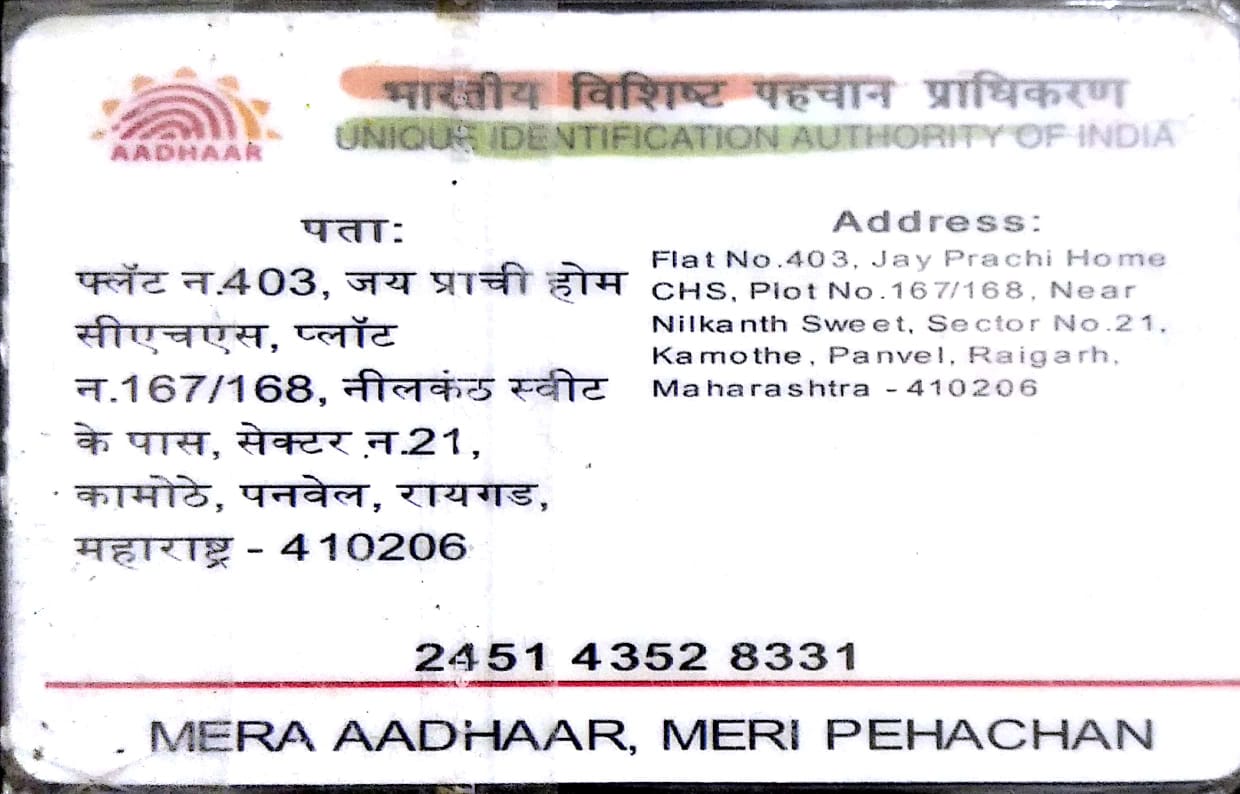 AADHAAR
भारतीय विशिष्ट पहचान प्राधिकरण
UNIQUE IDENTIFICATION AUTHORITY OF INDIA
पता:
फ्लॅट न.403, जय प्राची होम
सीएचएस, प्लॉट
न.167/168, नीलकंठ स्वीट
के पास, सेक्टर न.21,
कामोठे, पनवेल, रायगड,
महाराष्ट्र - 410206
Address:
Flat No.403, Jay Prachi Home
CHS, Plot No.167/168, Near
Nilkanth Sweet, Sector No.21,
Kamothe, Panvel, Raigarh,
Maharashtra - 410206
2451 4352 8331
MERA AADHAAR, MERI PEHACHAN